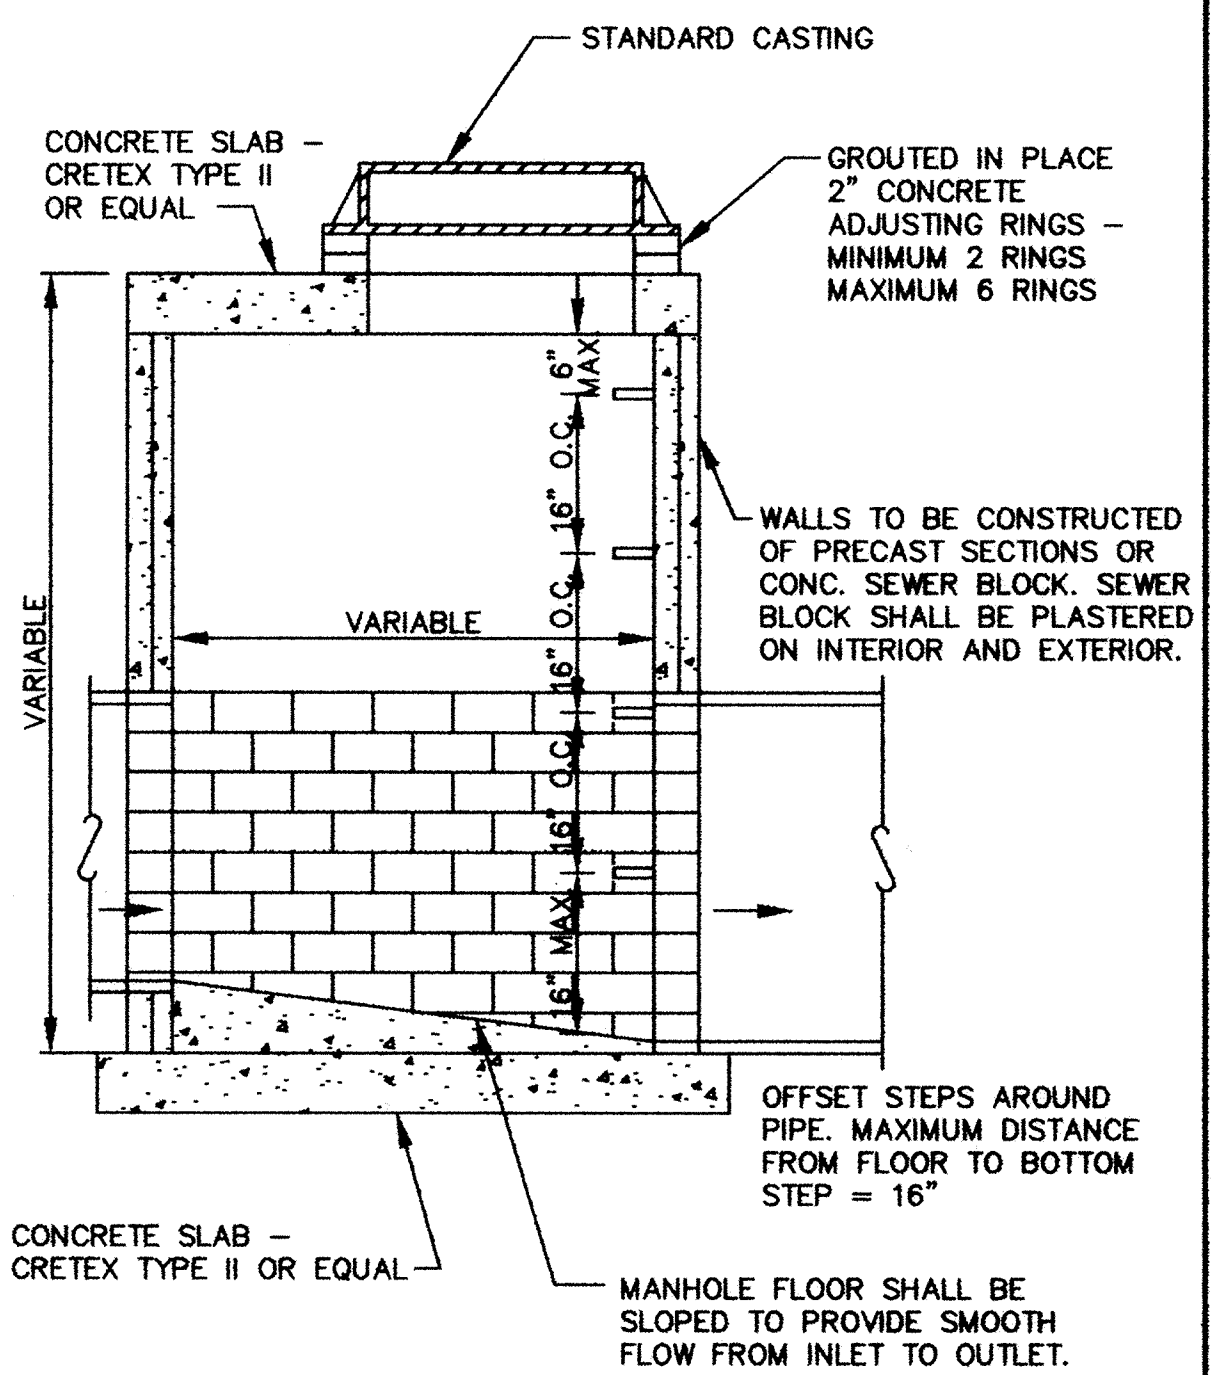 STANDARD CASTING
CONCRETE SLAB –
CRETEX TYPE II
OR EQUAL
GROUTED IN PLACE
2" CONCRETE
ADJUSTING RINGS –
MINIMUM 2 RINGS
MAXIMUM 6 RINGS
6"
MAX.
16" O.C.
16" O.C.
16" O.C.
16" MAX.
VARIABLE
VARIABLE
WALLS TO BE CONSTRUCTED
OF PRECAST SECTIONS OR
CONC. SEWER BLOCK. SEWER
BLOCK SHALL BE PLASTERED
ON INTERIOR AND EXTERIOR.
OFFSET STEPS AROUND
PIPE. MAXIMUM DISTANCE
FROM FLOOR TO BOTTOM
STEP = 16"
CONCRETE SLAB –
CRETEX TYPE II OR EQUAL
MANHOLE FLOOR SHALL BE
SLOPED TO PROVIDE SMOOTH
FLOW FROM INLET TO OUTLET.